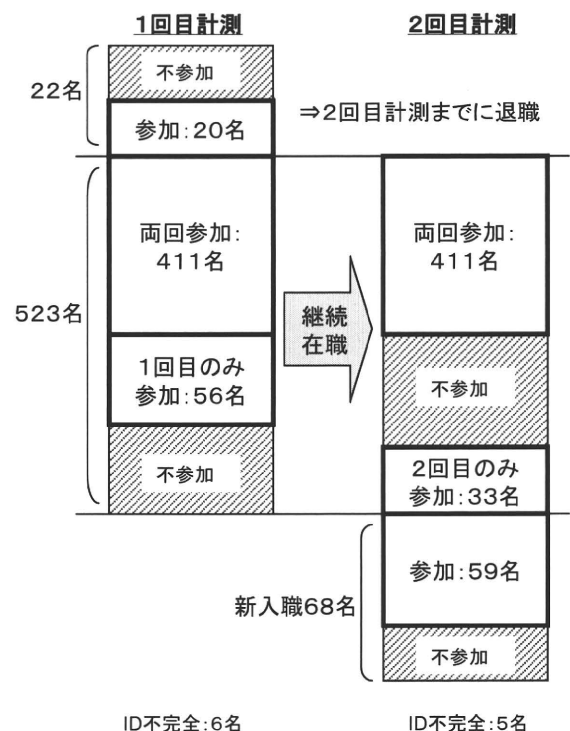 1回目計測
2回目計測
不参加
22名
参加:20名
⇒2回目計測までに退職
両回参加:
411名
両回参加:
411名
523名
継続
在職
1回目のみ
参加:56名
不参加
不参加
2回目のみ
参加:33名
参加:59名
新入職68名
不参加
ID不完全:6名
ID不完全:5名